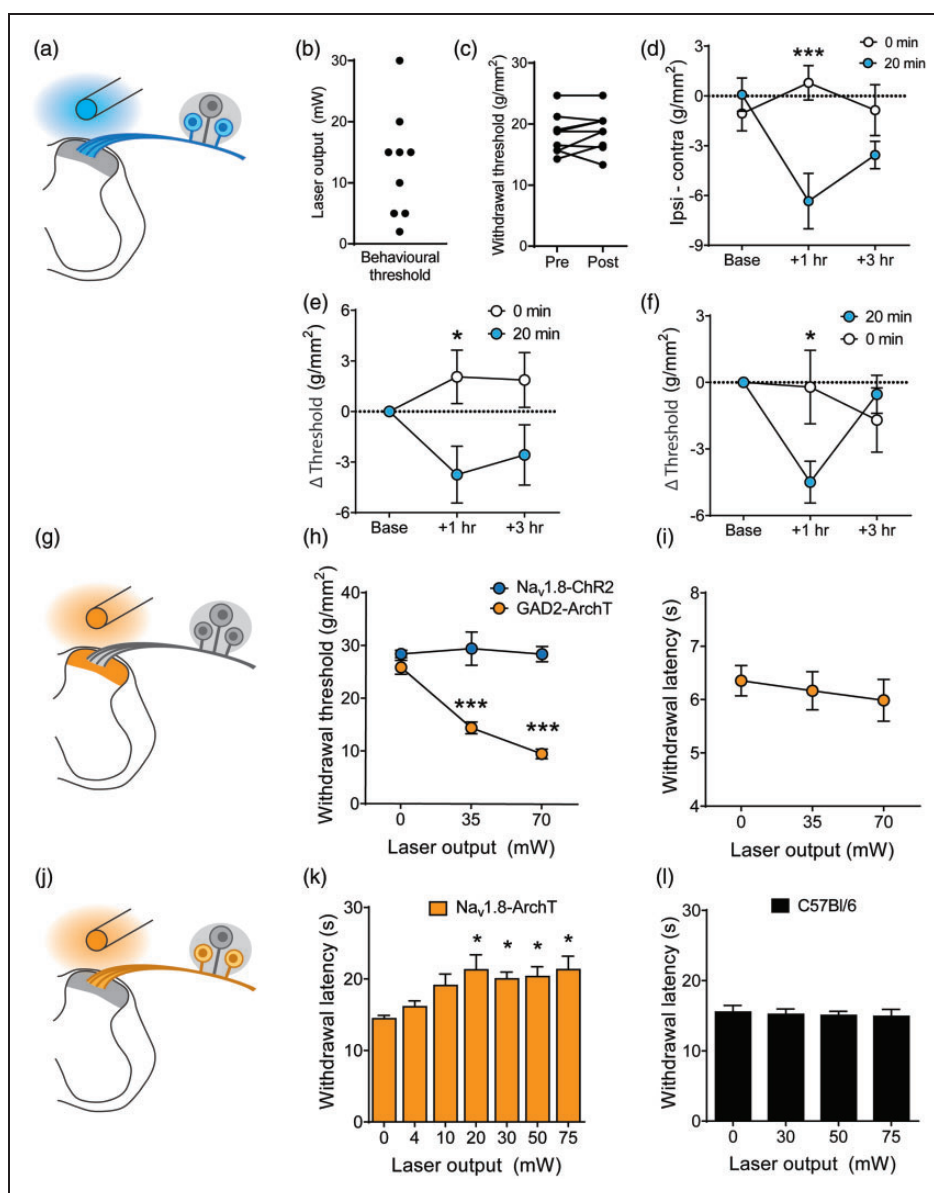 (a)
(b)
Laser output (mW)
30
20
10
0
Behavioural
threshold
(c)
Withdrawal threshold (g/mm²)
30
20
10
0
Pre Post
(d)
Ipsi - contra (g/mm²)
0 min
20 min
***
3
0
-3
-6
-9
Base +1 hr +3 hr
(e)
Δ Threshold (g/mm²)
0 min
20 min
*
6
3
0
-3
-6
Base +1 hr +3 hr
(f)
Δ Threshold (g/mm²)
20 min
0 min
*
3
0
-3
-6
Base +1 hr +3 hr
(g)
(h)
Withdrawal threshold (g/mm²)
Nav1.8-ChR2
GAD2-ArchT
40
30
20
10
0
***
***
0 35 70
Laser output (mW)
(i)
Withdrawal latency (s)
8
7
6
5
4
0 35 70
Laser output (mW)
(j)
(k)
Withdrawal latency (s)
Nav1.8-ArchT
30
20
10
0
* * * *
0 4 10 20 30 50 75
Laser output (mW)
(l)
Withdrawal latency (s)
C57Bl/6
30
20
10
0
0 30 50 75
Laser output (mW)